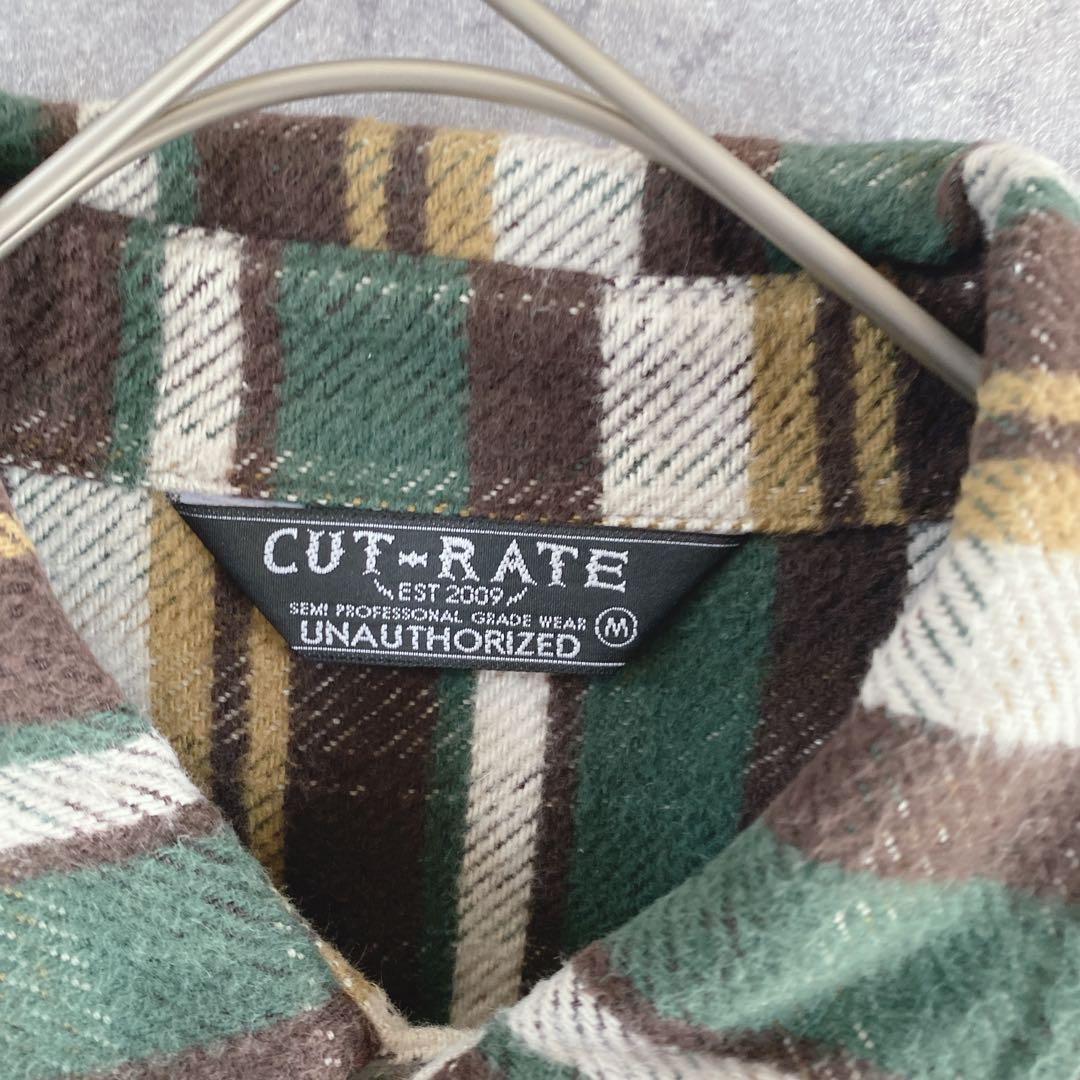 CUT-RATE
EST 2009
SEMI PROFESSIONAL GRADE WEAR
UNAUTHORIZED
M